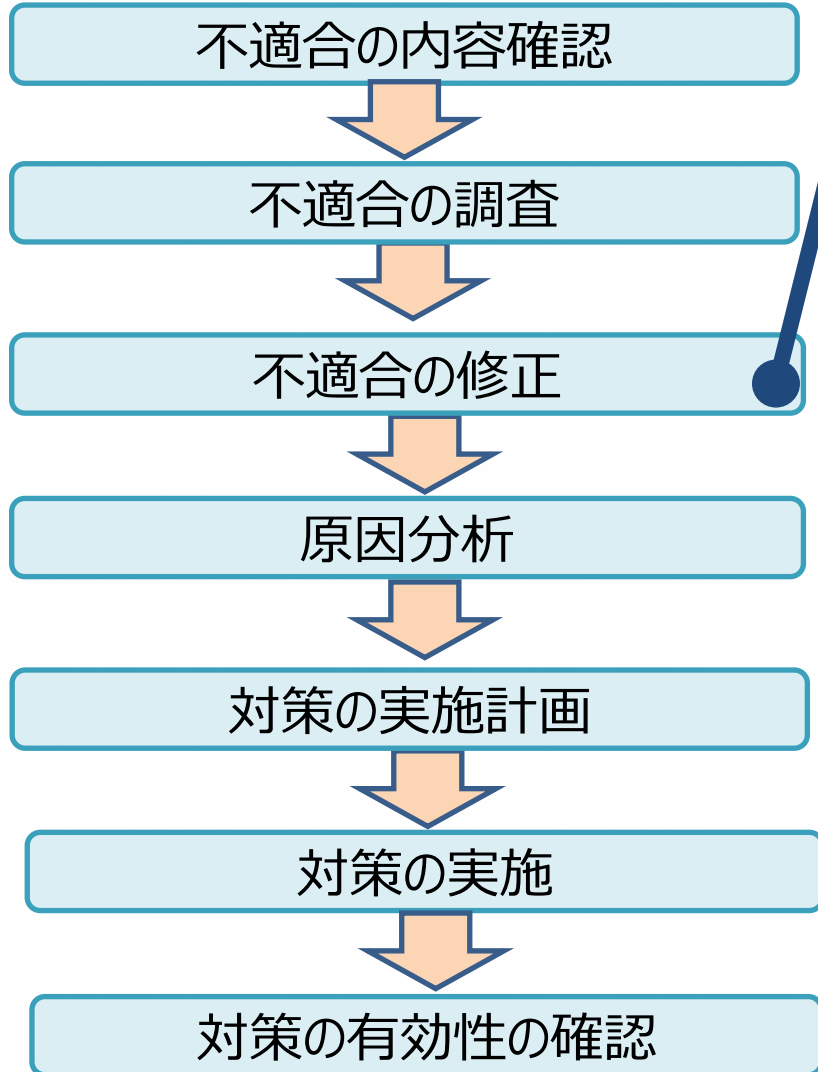 不適合の内容確認
不適合の調査
不適合の修正
原因分析
対策の実施計画
対策の実施
対策の有効性の確認